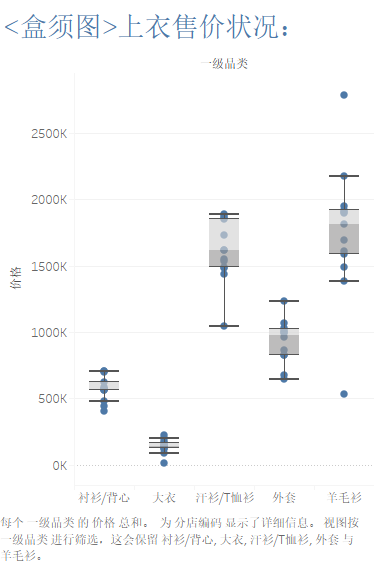 <盒须图>上衣售价状况：
一级品类
2500K
2000K
1500K
1000K
500K
0K
价格
衬衫/背心 大衣 汗衫/T恤衫 外套 羊毛衫
每个 一级品类 的 价格 总和。 为 分店编码 显示了详细信息。 视图按
一级品类 进行筛选，这会保留 衬衫/背心, 大衣, 汗衫/T恤衫, 外套 与
羊毛衫。